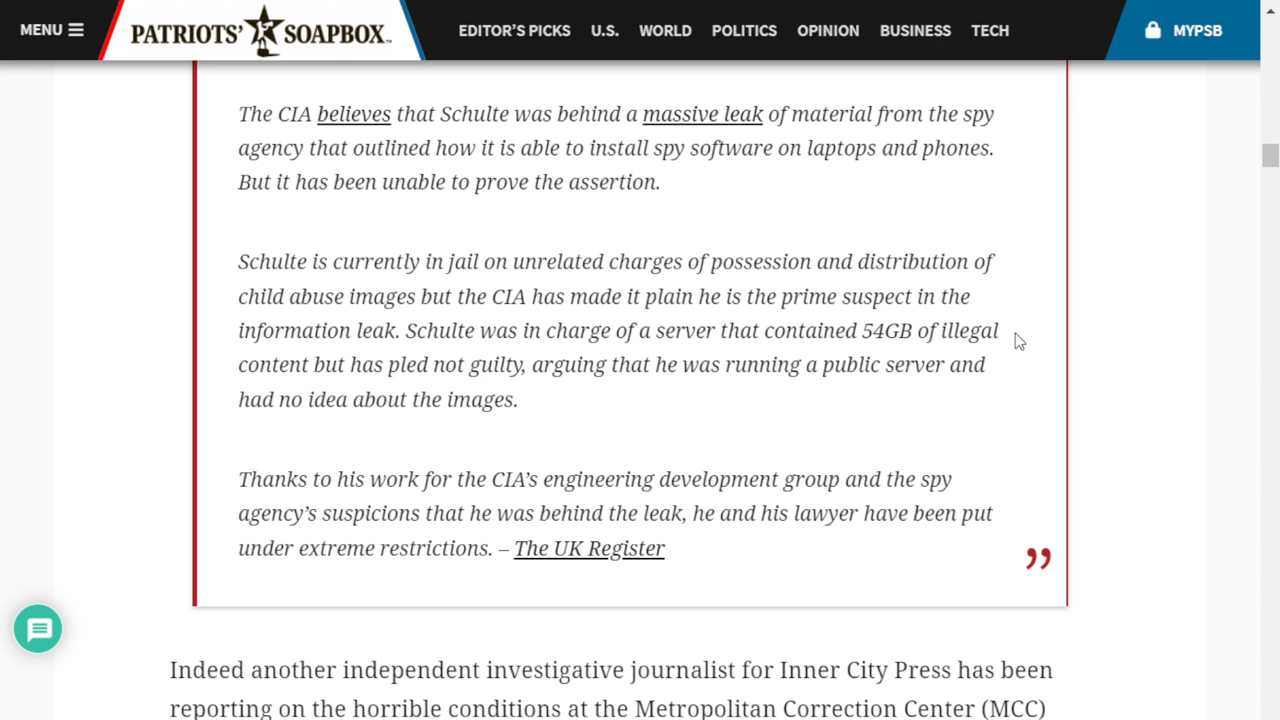 MENU
PATRIOTS' SOAPBOX
EDITOR'S PICKS U.S. WORLD POLITICS OPINION BUSINESS TECH
MYPSB
The CIA believes that Schulte was behind a massive leak of material from the spy
agency that outlined how it is able to install spy software on laptops and phones.
But it has been unable to prove the assertion.
Schulte is currently in jail on unrelated charges of possession and distribution of
child abuse images but the CIA has made it plain he is the prime suspect in the
information leak. Schulte was in charge of a server that contained 54GB of illegal
content but has pled not guilty, arguing that he was running a public server and
had no idea about the images.
Thanks to his work for the CIA’s engineering development group and the spy
agency’s suspicions that he was behind the leak, he and his lawyer have been put
under extreme restrictions. – The UK Register
”
Indeed another independent investigative journalist for Inner City Press has been
reporting on the horrible conditions at the Metropolitan Correction Center (MCC)